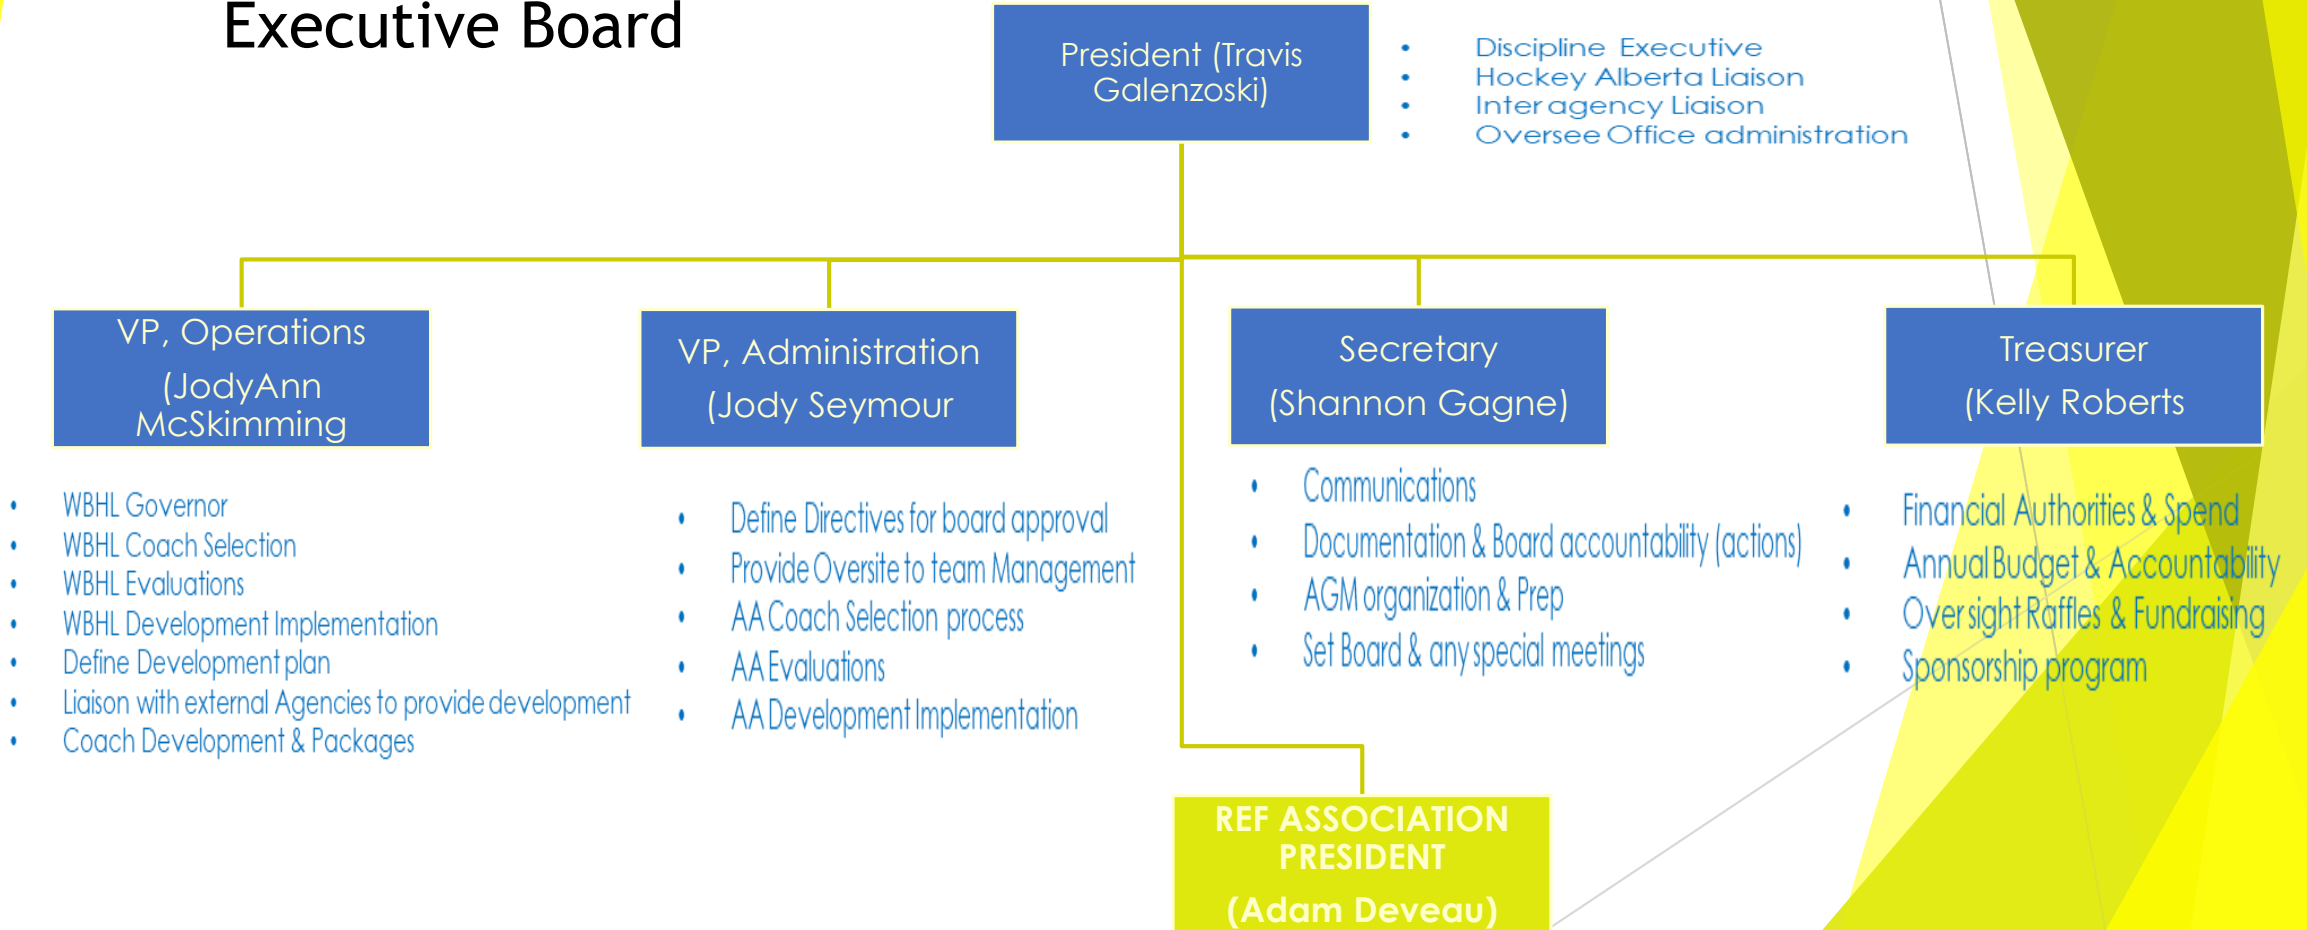 Executive Board
President (Travis
Galenzoski)
• Discipline Executive
• Hockey Alberta Liaison
• Inter agency Liaison
• Oversee Office administration
VP, Operations
(JodyAnn
McSkimming
• WBHL Governor
• WBHL Coach Selection
• WBHL Evaluations
• WBHL Development Implementation
• Define Development plan
• Liaison with external Agencies to provide development
• Coach Development & Packages
VP, Administration
(Jody Seymour
• Define Directives for board approval
• Provide Oversite to team Management
• AA Coach Selection process
• AA Evaluations
• AA Development Implementation
Secretary
(Shannon Gagne)
• Communications
• Documentation & Board accountability (actions)
• AGM organization & Prep
• Set Board & any special meetings
Treasurer
(Kelly Roberts
• Financial Authorities & Spend
• Annual Budget & Accountability
• Over sight Raffles & Fundraising
• Sponsorship program
REF ASSOCIATION
PRESIDENT
(Adam Deveau)